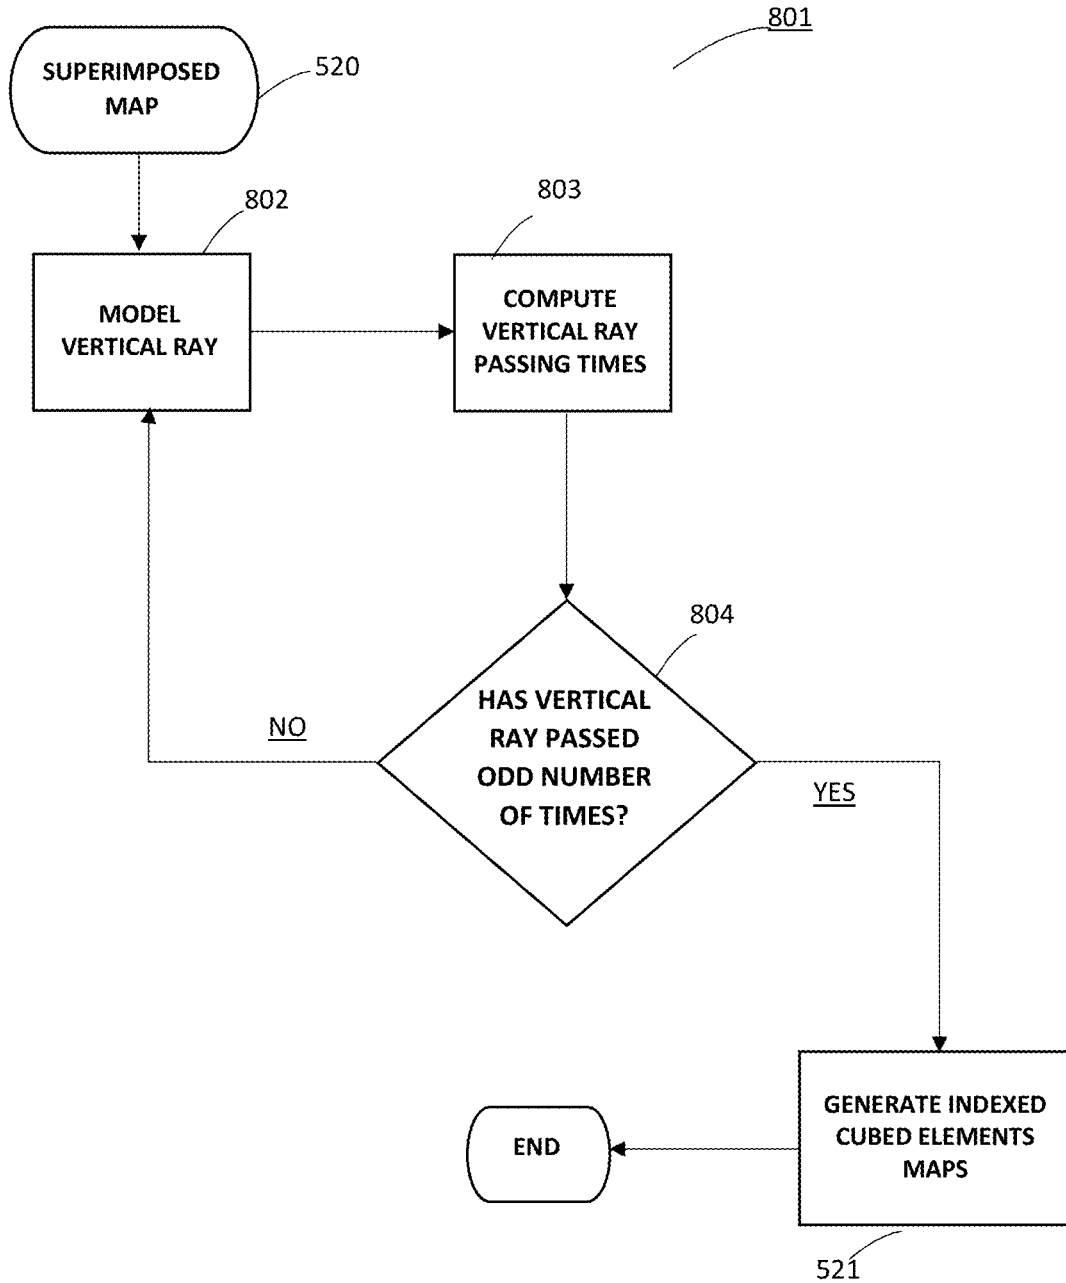 801
SUPERIMPOSED
MAP
520
802
803
MODEL
VERTICAL RAY
COMPUTE
VERTICAL RAY
PASSING TIMES
804
HAS VERTICAL
RAY PASSED
ODD NUMBER
OF TIMES?
NO
YES
GENERATE INDEXED
CUBED ELEMENTS
MAPS
END
521